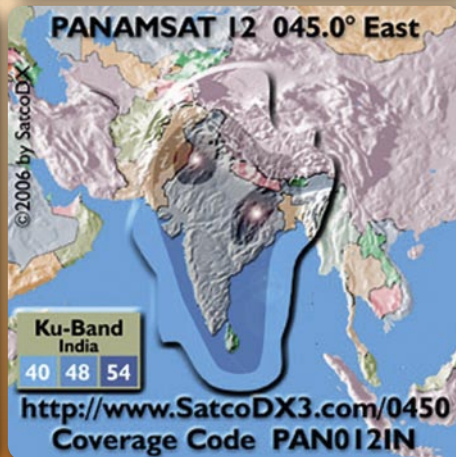 PANAMSAT 12 045.0° East
©2006 by SatcoDX
Ku-Band
India
40 48 54
http://www.SatcoDX3.com/0450
Coverage Code PAN012IN